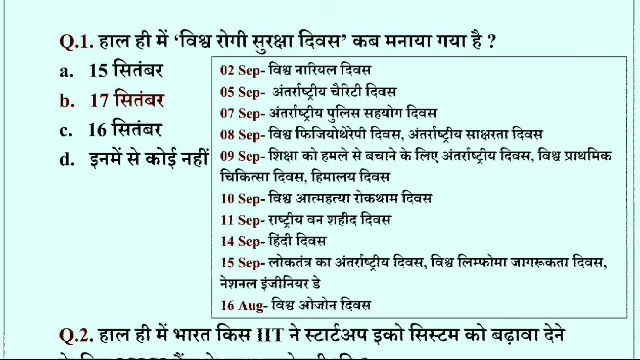 Q.1. हाल ही में ‘विश्व रोगी सुरक्षा दिवस’ कब मनाया गया है ?
a. 15 सितंबर
b. 17 सितंबर
c. 16 सितंबर
d. इनमें से कोई नहीं
02 Sep- विश्व नारियल दिवस
05 Sep- अंतर्राष्ट्रीय चैरिटी दिवस
07 Sep- अंतर्राष्ट्रीय पुलिस सहयोग दिवस
08 Sep- विश्व फिजियोथेरेपी दिवस, अंतर्राष्ट्रीय साक्षरता दिवस
09 Sep- शिक्षा को हमले से बचाने के लिए अंतर्राष्ट्रीय दिवस, विश्व प्राथमिक
चिकित्सा दिवस, हिमालय दिवस
10 Sep- विश्व आत्महत्या रोकथाम दिवस
11 Sep- राष्ट्रीय वन शहीद दिवस
14 Sep- हिंदी दिवस
15 Sep- लोकतंत्र का अंतर्राष्ट्रीय दिवस, विश्व लिम्फोमा जागरूकता दिवस,
नेशनल इंजीनियर डे
16 Aug- विश्व ओजोन दिवस
Q.2. हाल ही में भारत किस IIT ने स्टार्टअप इको सिस्टम को बढ़ावा देने